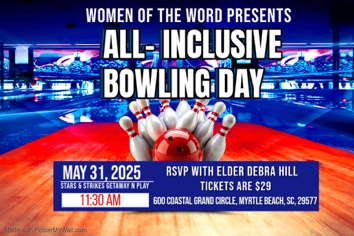 WOMEN OF THE WORD PRESENTS
ALL- INCLUSIVE
BOWLING DAY
MAY 31, 2025
STARS & STRIKES GETAWAY N PLAY
11:30 AM
RSVP WITH ELDER DEBRA HILL
TICKETS ARE $29
600 COASTAL GRAND CIRCLE, MYRTLE BEACH, SC, 29577
Made with PosterMyWall.com